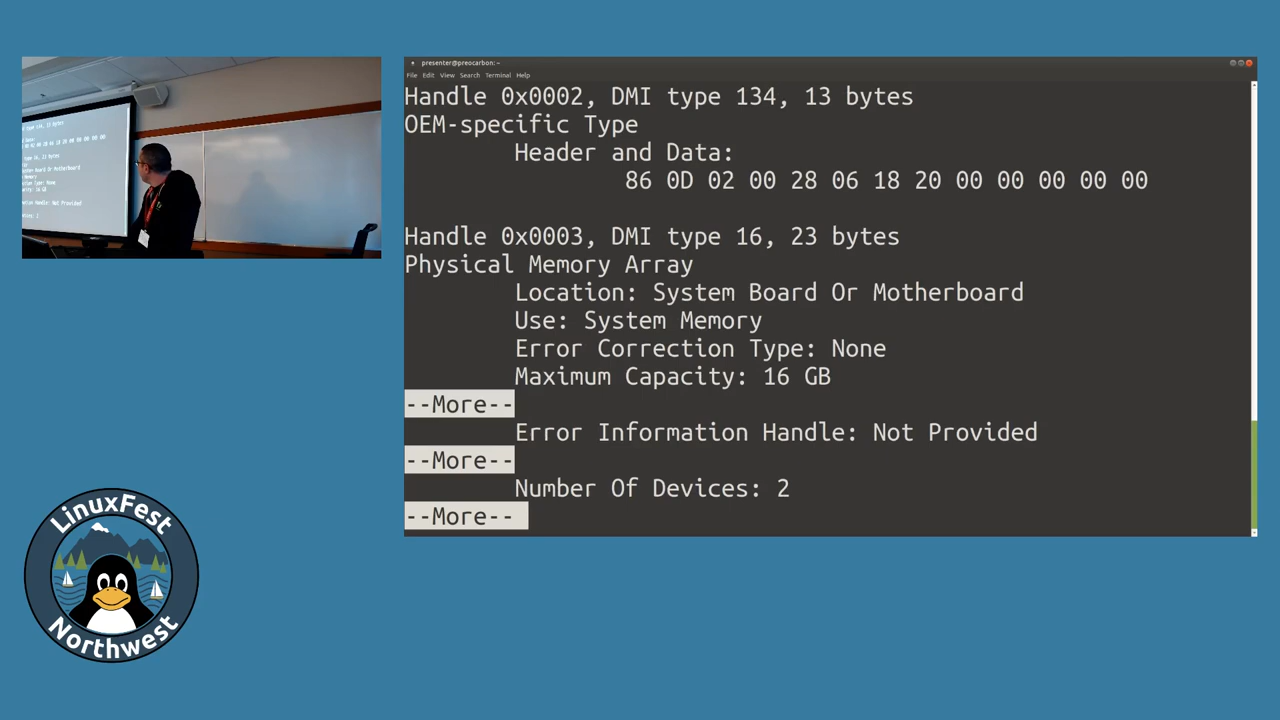 presenter@preocarbon: ~
File Edit View Search Terminal Help
Handle 0x0002, DMI type 134, 13 bytes
OEM-specific Type
Header and Data:
86 0D 02 00 28 06 18 20 00 00 00 00 00
Handle 0x0003, DMI type 16, 23 bytes
Physical Memory Array
Location: System Board Or Motherboard
Use: System Memory
Error Correction Type: None
Maximum Capacity: 16 GB
--More--
Error Information Handle: Not Provided
--More--
Number Of Devices: 2
--More--
LinuxFest
Northwest